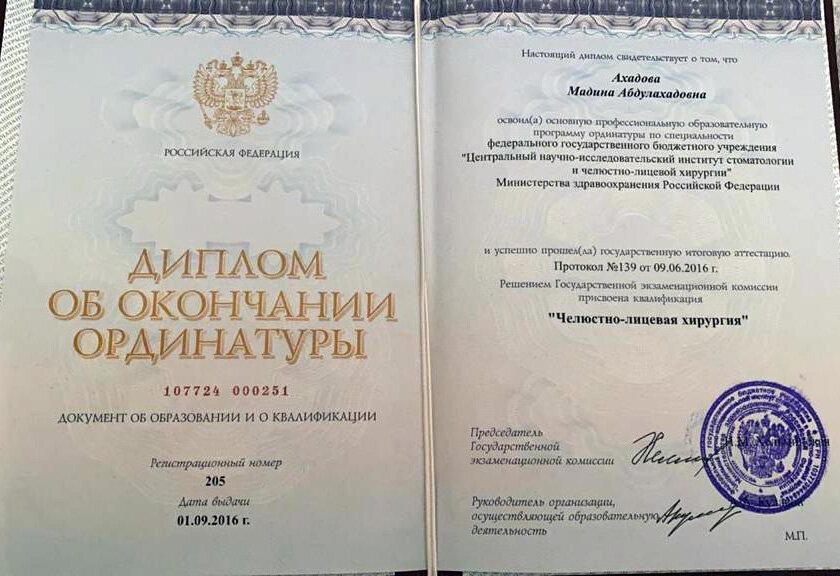 РОССИЙСКАЯ ФЕДЕРАЦИЯ
ДИПЛОМ
ОБ ОКОНЧАНИИ
ОРДИНАТУРЫ
107724 000251
ДОКУМЕНТ ОБ ОБРАЗОВАНИИ И О КВАЛИФИКАЦИИ
Регистрационный номер
205
Дата выдачи
01.09.2016 г.
Настоящий диплом свидетельствует о том, что
Ахадова
Мадина Абдулахадовна
освоил(а) основную профессиональную образовательную
программу ординатуры по специальности
федерального государственного бюджетного учреждения
"Центральный научно-исследовательский институт стоматологии
и челюстно-лицевой хирургии"
Министерства здравоохранения Российской Федерации
и успешно прошел(ла) государственную итоговую аттестацию.
Протокол №139 от 09.06.2016 г.
Решением Государственной экзаменационной комиссии
присвоена квалификация
"Челюстно-лицевая хирургия"
Председатель
Государственной
экзаменационной комиссии
Руководитель организации,
осуществляющей образовательную
деятельность
М.П.